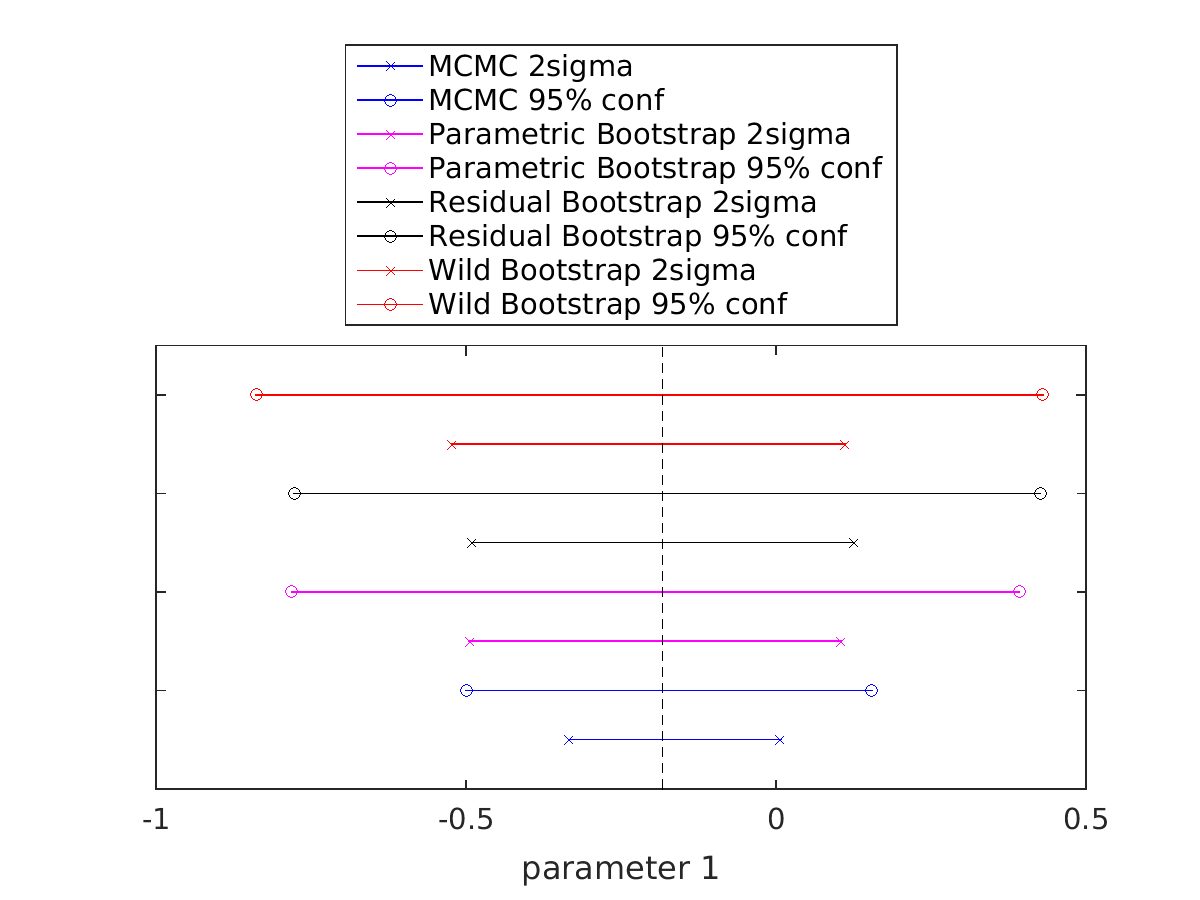 MCMC 2sigma
MCMC 95% conf
Parametric Bootstrap 2sigma
Parametric Bootstrap 95% conf
Residual Bootstrap 2sigma
Residual Bootstrap 95% conf
Wild Bootstrap 2sigma
Wild Bootstrap 95% conf
-1 -0.5 0 0.5
parameter 1